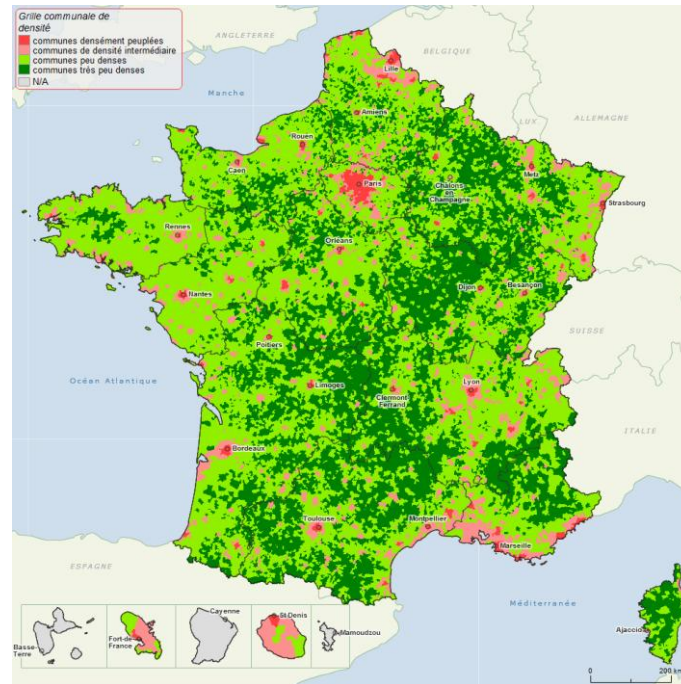 Grille communale de
densité
communes densément peuplées
communes de densité intermédiaire
communes peu denses
communes très peu denses
N/A
ANGLETERRE
BELGIQUE
Lille
Manche
Amiens
LUX.
ALLEMAGNE
Rouen
Caen
Paris
Châlons
en
Champagne
Metz
Strasbourg
Rennes
Orléans
Dijon
Besançon
Nantes
SUISSE
Poitiers
Océan Atlantique
Limoges
Clermont-
Ferrand
Lyon
ITALIE
Bordeaux
Toulouse
Montpellier
Marseille
ESPAGNE
Méditerranée
Ajaccio
Basse-
Terre
Fort-de-
France
Cayenne
St-Denis
Mamoudzou
0
200 km